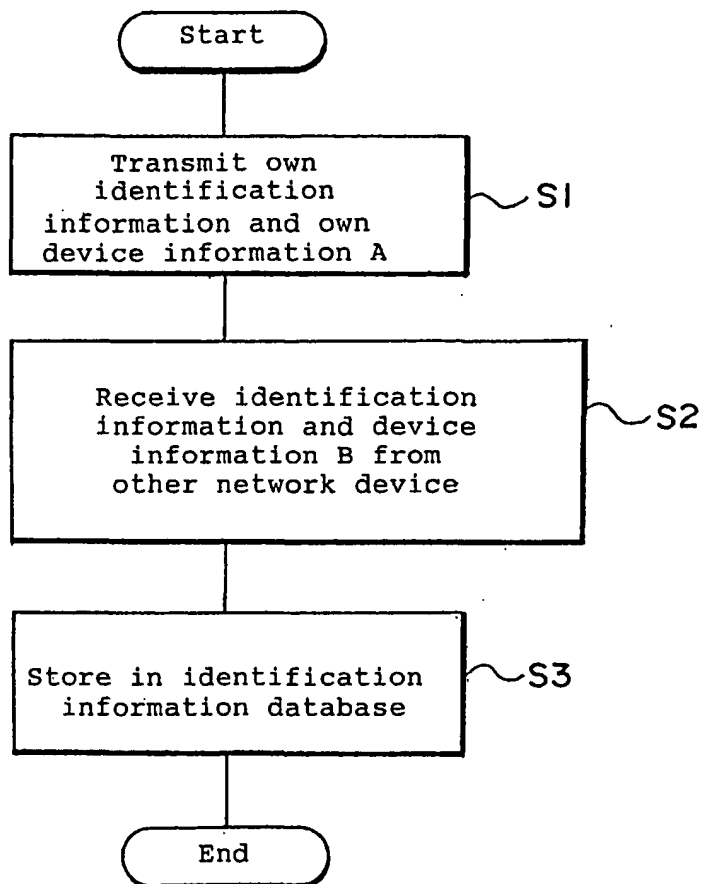 Start
Transmit own
identification
information and own
device information A
S1
Receive identification
information and device
information B from
other network device
S2
Store in identification
information database
S3
End